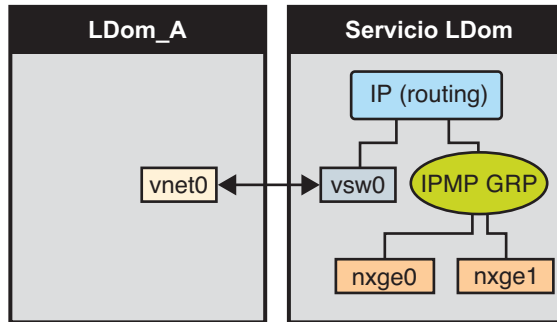 LDom_A
Servicio LDom
IP (routing)
vnet0
vsw0
IPMP GRP
nxge0
nxge1